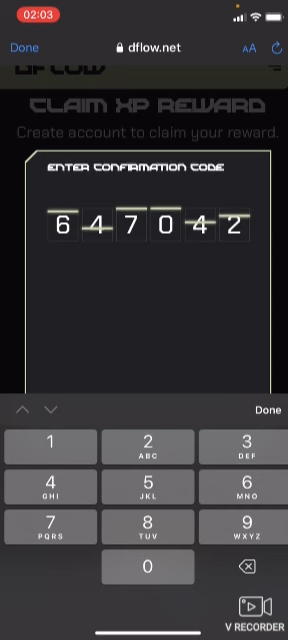 02:03
Done
dflow.net
AA
DFLOW
CLAIM XP REWARD
Create account to claim your reward.
ENTER CONFIRMATION CODE
6 4 7 0 4 2
Done
1 2 3
ABC DEF
4 5 6
GHI JKL MNO
7 8 9
PQRS TUV WXYZ
0
V RECORDER